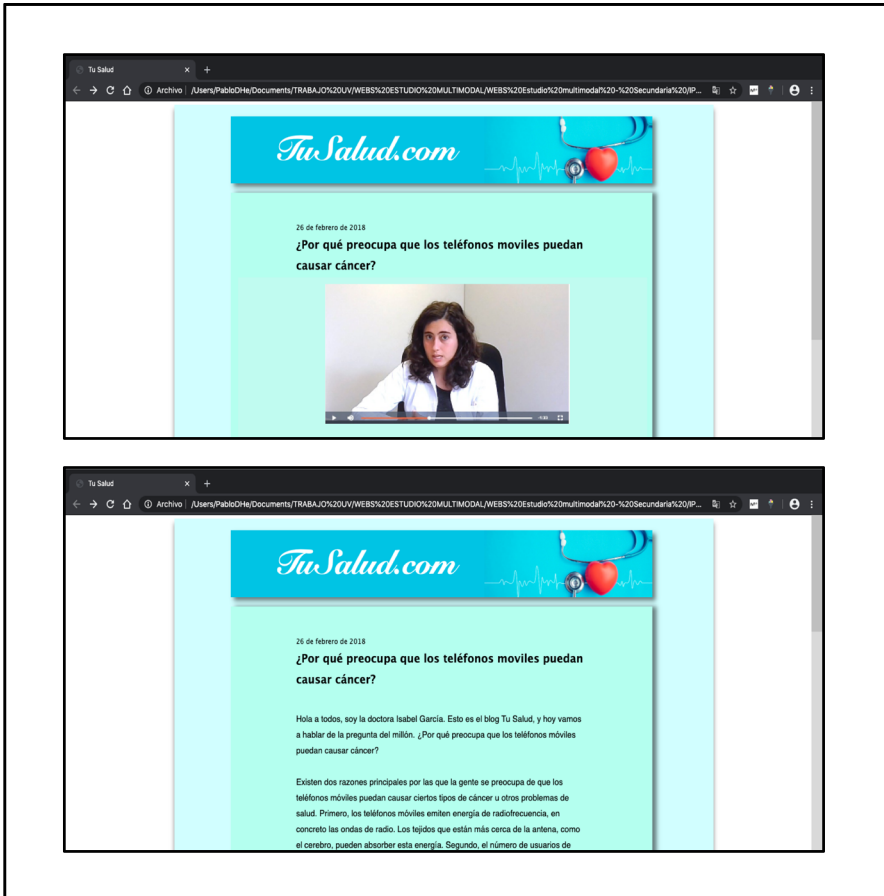 Tu Salud
Archivo /Users/PabloDHe/Documents/TRABAJO%20UV/WEBS%20ESTUDIO%20MULTIMODAL/WEBS%20Estudio%20multimodal%20-%20Secundaria%20/IP...
TuSalud.com
26 de febrero de 2018
¿Por qué preocupa que los teléfonos moviles puedan
causar cáncer?
Tu Salud
Archivo /Users/PabloDHe/Documents/TRABAJO%20UV/WEBS%20ESTUDIO%20MULTIMODAL/WEBS%20Estudio%20multimodal%20-%20Secundaria%20/IP...
TuSalud.com
26 de febrero de 2018
¿Por qué preocupa que los teléfonos moviles puedan
causar cáncer?
Hola a todos, soy la doctora Isabel García. Esto es el blog Tu Salud, y hoy vamos
a hablar de la pregunta del millón. ¿Por qué preocupa que los teléfonos móviles
puedan causar cáncer?
Existen dos razones principales por las que la gente se preocupa de que los
teléfonos móviles puedan causar ciertos tipos de cáncer u otros problemas de
salud. Primero, los teléfonos móviles emiten energía de radiofrecuencia, en
concreto las ondas de radio. Los tejidos que están más cerca de la antena, como
el cerebro, pueden absorber esta energía. Segundo, el número de usuarios de